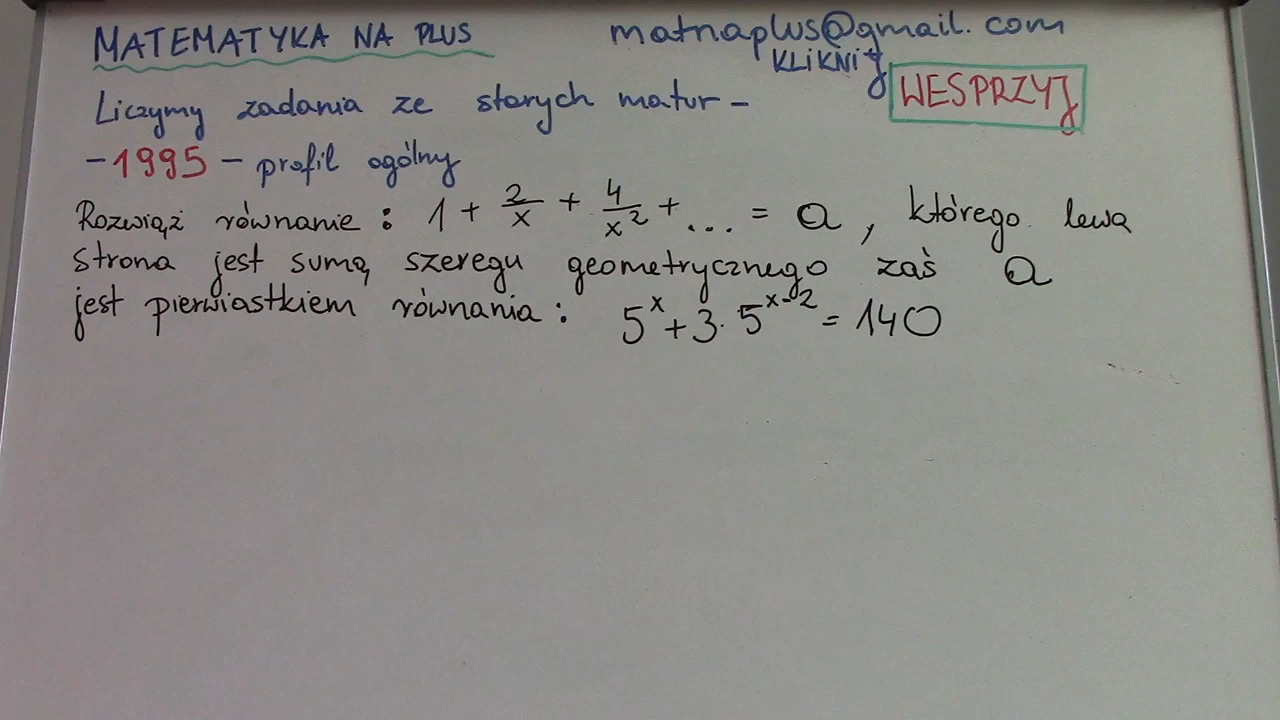 MATEMATYKA NA PLUS
matnaplus@gmail.com
KLIKNIJ
WESPRZYJ
Liczymy zadania ze starych matur -
- 1995 - profil ogólny
Rozwiąż równanie: 1 + 2/x + 4/x² + ... = a, którego lewa
strona jest sumą szeregu geometrycznego zaś a
jest pierwiastkiem równania: 5^x + 3 · 5^(x-2) = 140